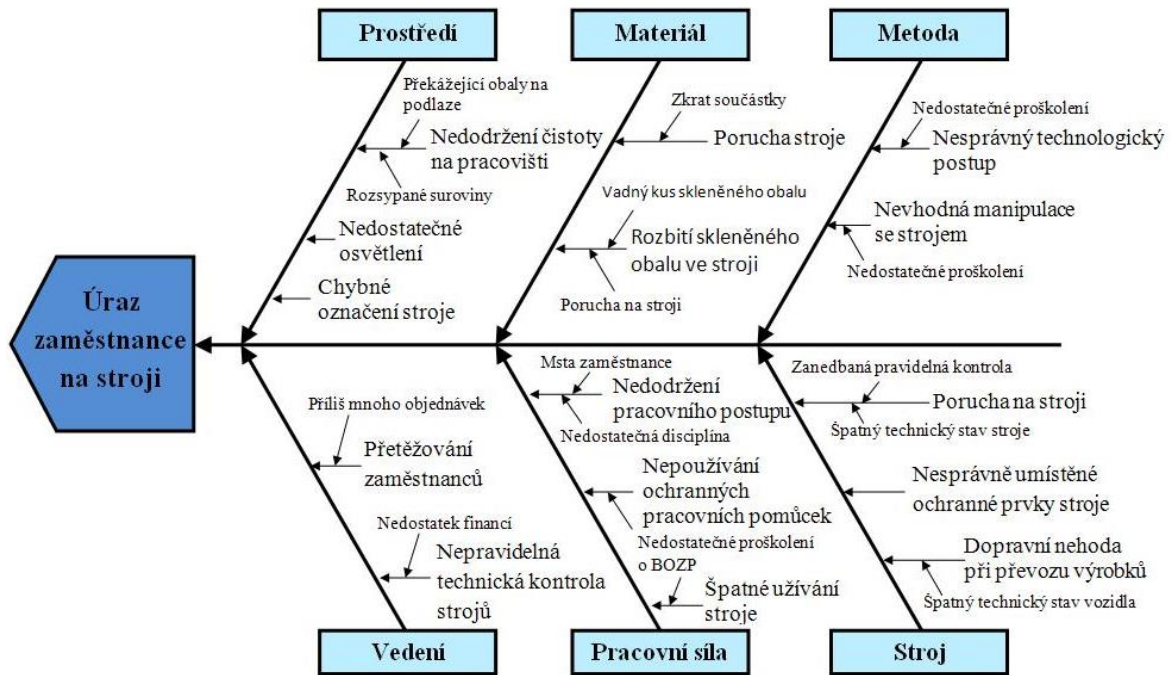 Prostředí
Materiál
Metoda
Překážející obaly na
podlaze
Nedodržení čistoty
na pracovišti
Rozsypané suroviny
Nedostatečné
osvětlení
Chybné
označení stroje
Zkrat součástky
Porucha stroje
Vadný kus skleněného obalu
Rozbití skleněného
obalu ve stroji
Porucha na stroji
Nedostatečné proškolení
Nesprávný technologický
postup
Nevhodná manipulace
se strojem
Nedostatečné proškolení
Úraz
zaměstnance
na stroji
Příliš mnoho objednávek
Přetěžování
zaměstnanců
Nedostatek financí
Nepravidelná
technická kontrola
strojů
Msta zaměstnance
Nedodržení
pracovního postupu
Nedostatečná disciplína
Nepoužívání
ochranných
pracovních pomůcek
Nedostatečné proškolení
o BOZP
Špatné užívání
stroje
Zanedbaná pravidelná kontrola
Porucha na stroji
Špatný technický stav stroje
Nesprávně umístěné
ochranné prvky stroje
Dopravní nehoda
při převozu výrobků
Špatný technický stav vozidla
Vedení
Pracovní síla
Stroj